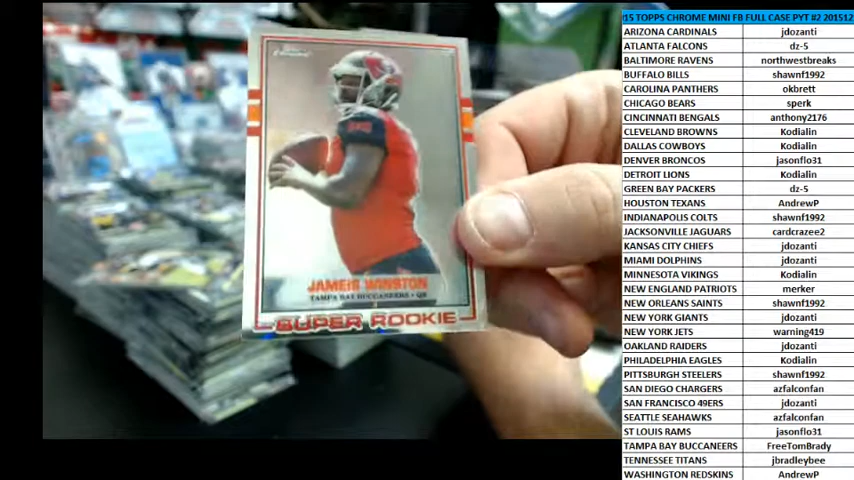 Chrome
JAMEIS WINSTON
TAMPA BAY BUCCANEERS • QB
SUPER ROOKIE
15 TOPPS CHROME MINI FB FULL CASE PYT #2 201512
ARIZONA CARDINALS jdozanti
ATLANTA FALCONS dz-5
BALTIMORE RAVENS northwestbreaks
BUFFALO BILLS shawnf1992
CAROLINA PANTHERS okbrett
CHICAGO BEARS sperk
CINCINNATI BENGALS anthony2176
CLEVELAND BROWNS Kodialin
DALLAS COWBOYS Kodialin
DENVER BRONCOS jasonflo31
DETROIT LIONS Kodialin
GREEN BAY PACKERS dz-5
HOUSTON TEXANS AndrewP
INDIANAPOLIS COLTS shawnf1992
JACKSONVILLE JAGUARS cardcrazee2
KANSAS CITY CHIEFS jdozanti
MIAMI DOLPHINS jdozanti
MINNESOTA VIKINGS Kodialin
NEW ENGLAND PATRIOTS merker
NEW ORLEANS SAINTS shawnf1992
NEW YORK GIANTS jdozanti
NEW YORK JETS warning419
OAKLAND RAIDERS jdozanti
PHILADELPHIA EAGLES Kodialin
PITTSBURGH STEELERS shawnf1992
SAN DIEGO CHARGERS azfalconfan
SAN FRANCISCO 49ERS jdozanti
SEATTLE SEAHAWKS azfalconfan
ST LOUIS RAMS jasonflo31
TAMPA BAY BUCCANEERS FreeTomBrady
TENNESSEE TITANS jbradleybee
WASHINGTON REDSKINS AndrewP